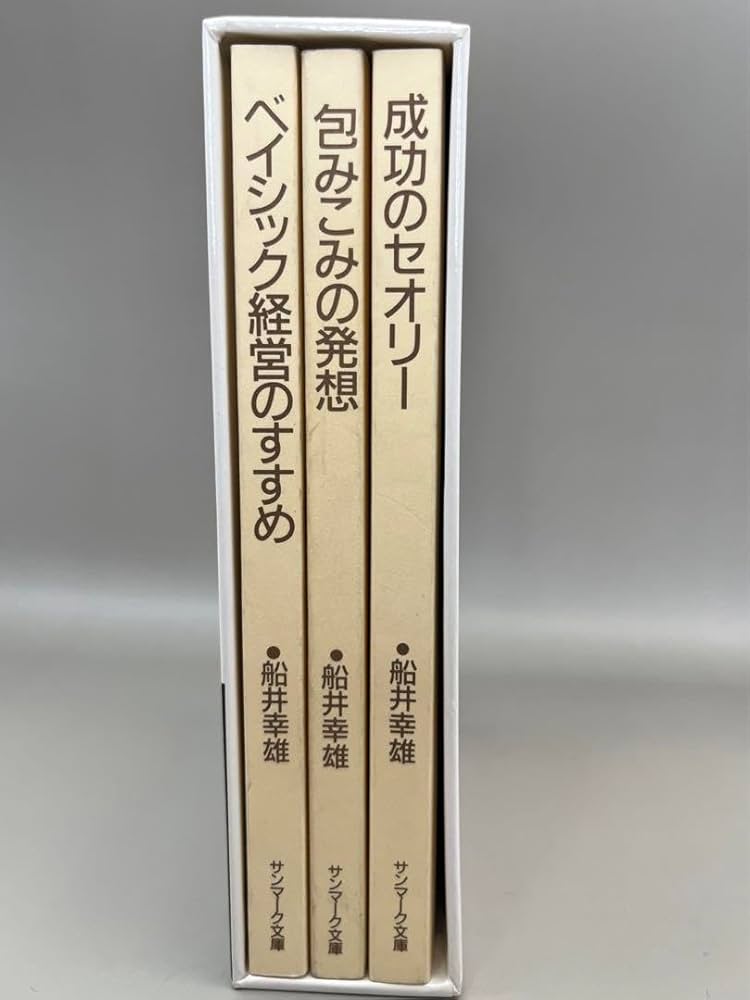 成功のセオリー
●船井幸雄
サンマーク文庫
包みこみの発想
●船井幸雄
サンマーク文庫
ベイシック経営のすすめ
●船井幸雄
サンマーク文庫